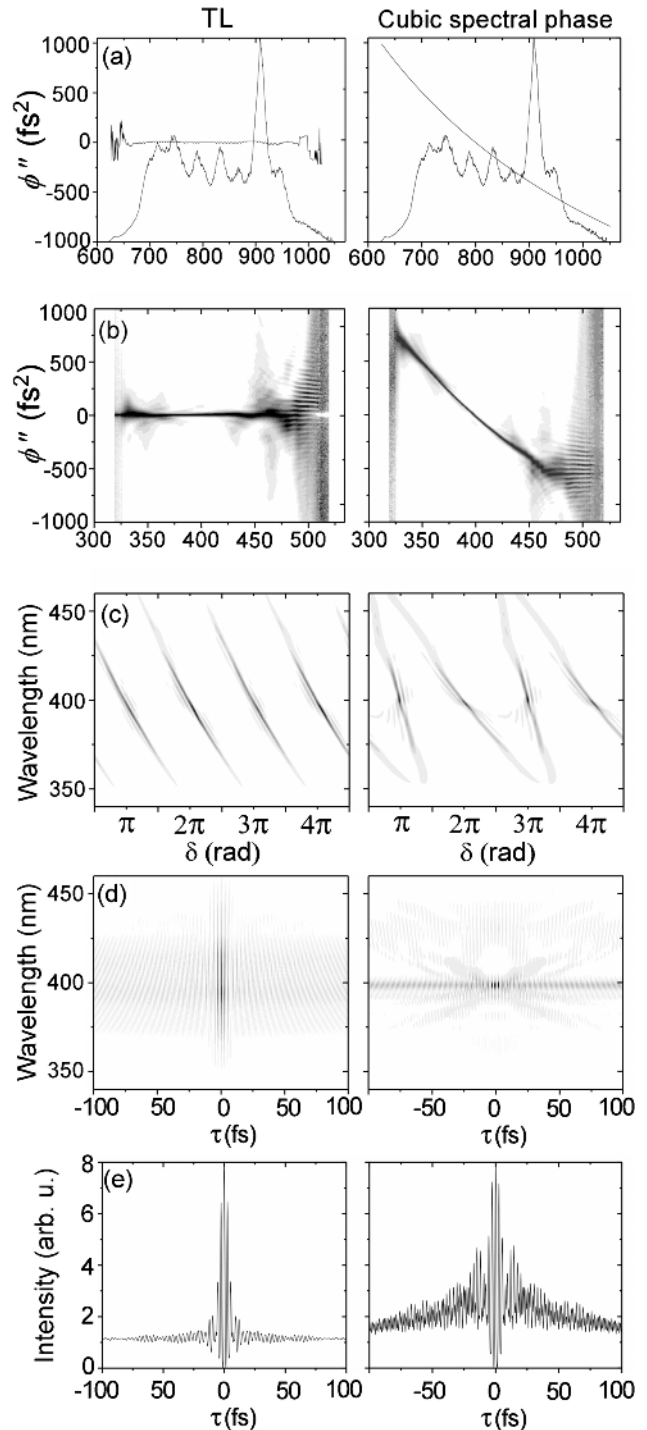 TL
Cubic spectral phase
(a)
ϕ″ (fs²)
1000
500
0
-500
-1000
600 700 800 900 1000
600 700 800 900 1000
(b)
ϕ″ (fs²)
1000
500
0
-500
-1000
300 350 400 450 500
300 350 400 450 500
(c)
Wavelength (nm)
450
400
350
π 2π 3π 4π
π 2π 3π 4π
δ (rad)
δ (rad)
(d)
Wavelength (nm)
450
400
350
-100 -50 0 50 100
-50 0 50 100
τ(fs)
τ(fs)
(e)
Intensity (arb. u.)
8
6
4
2
0
-100 -50 0 50 100
-50 0 50 100
τ(fs)
τ(fs)